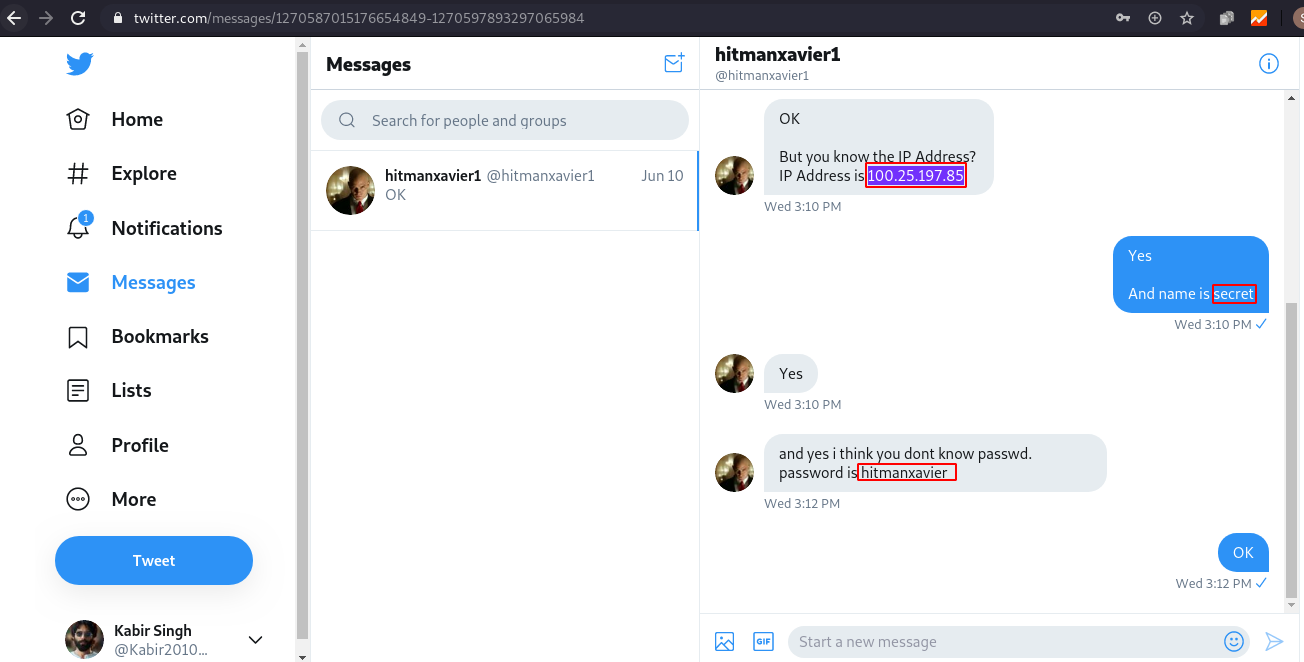 twitter.com/messages/1270587015176654849-1270597893297065984
Home
Explore
1
Notifications
Messages
Bookmarks
Lists
Profile
More
Tweet
Kabir Singh
@Kabir2010...
Messages
Search for people and groups
hitmanxavier1 @hitmanxavier1 Jun 10
OK
hitmanxavier1
@hitmanxavier1
OK
But you know the IP Address?
IP Address is 100.25.197.85
Wed 3:10 PM
Yes
And name is secret
Wed 3:10 PM
Yes
Wed 3:10 PM
and yes i think you dont know passwd.
password is hitmanxavier
Wed 3:12 PM
OK
Wed 3:12 PM
GIF
Start a new message